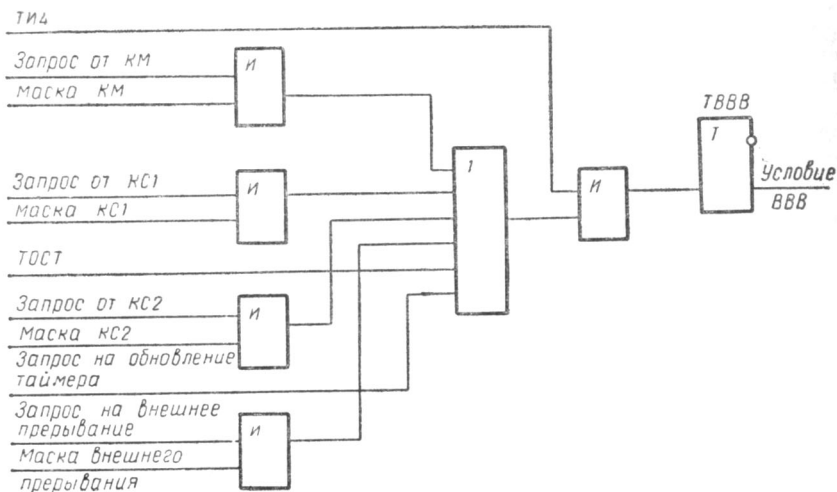 ТИ4
Запрос от КМ
маска КМ
И
ТВВВ
Т
1
Условие
ВВВ
И
Запрос от КС1
маска КС1
И
ТОСТ
Запрос от КС2
Маска КС2
И
Запрос на обновление
таймера
Запрос на внешнее
прерывание
Маска внешнего
прерывания
И